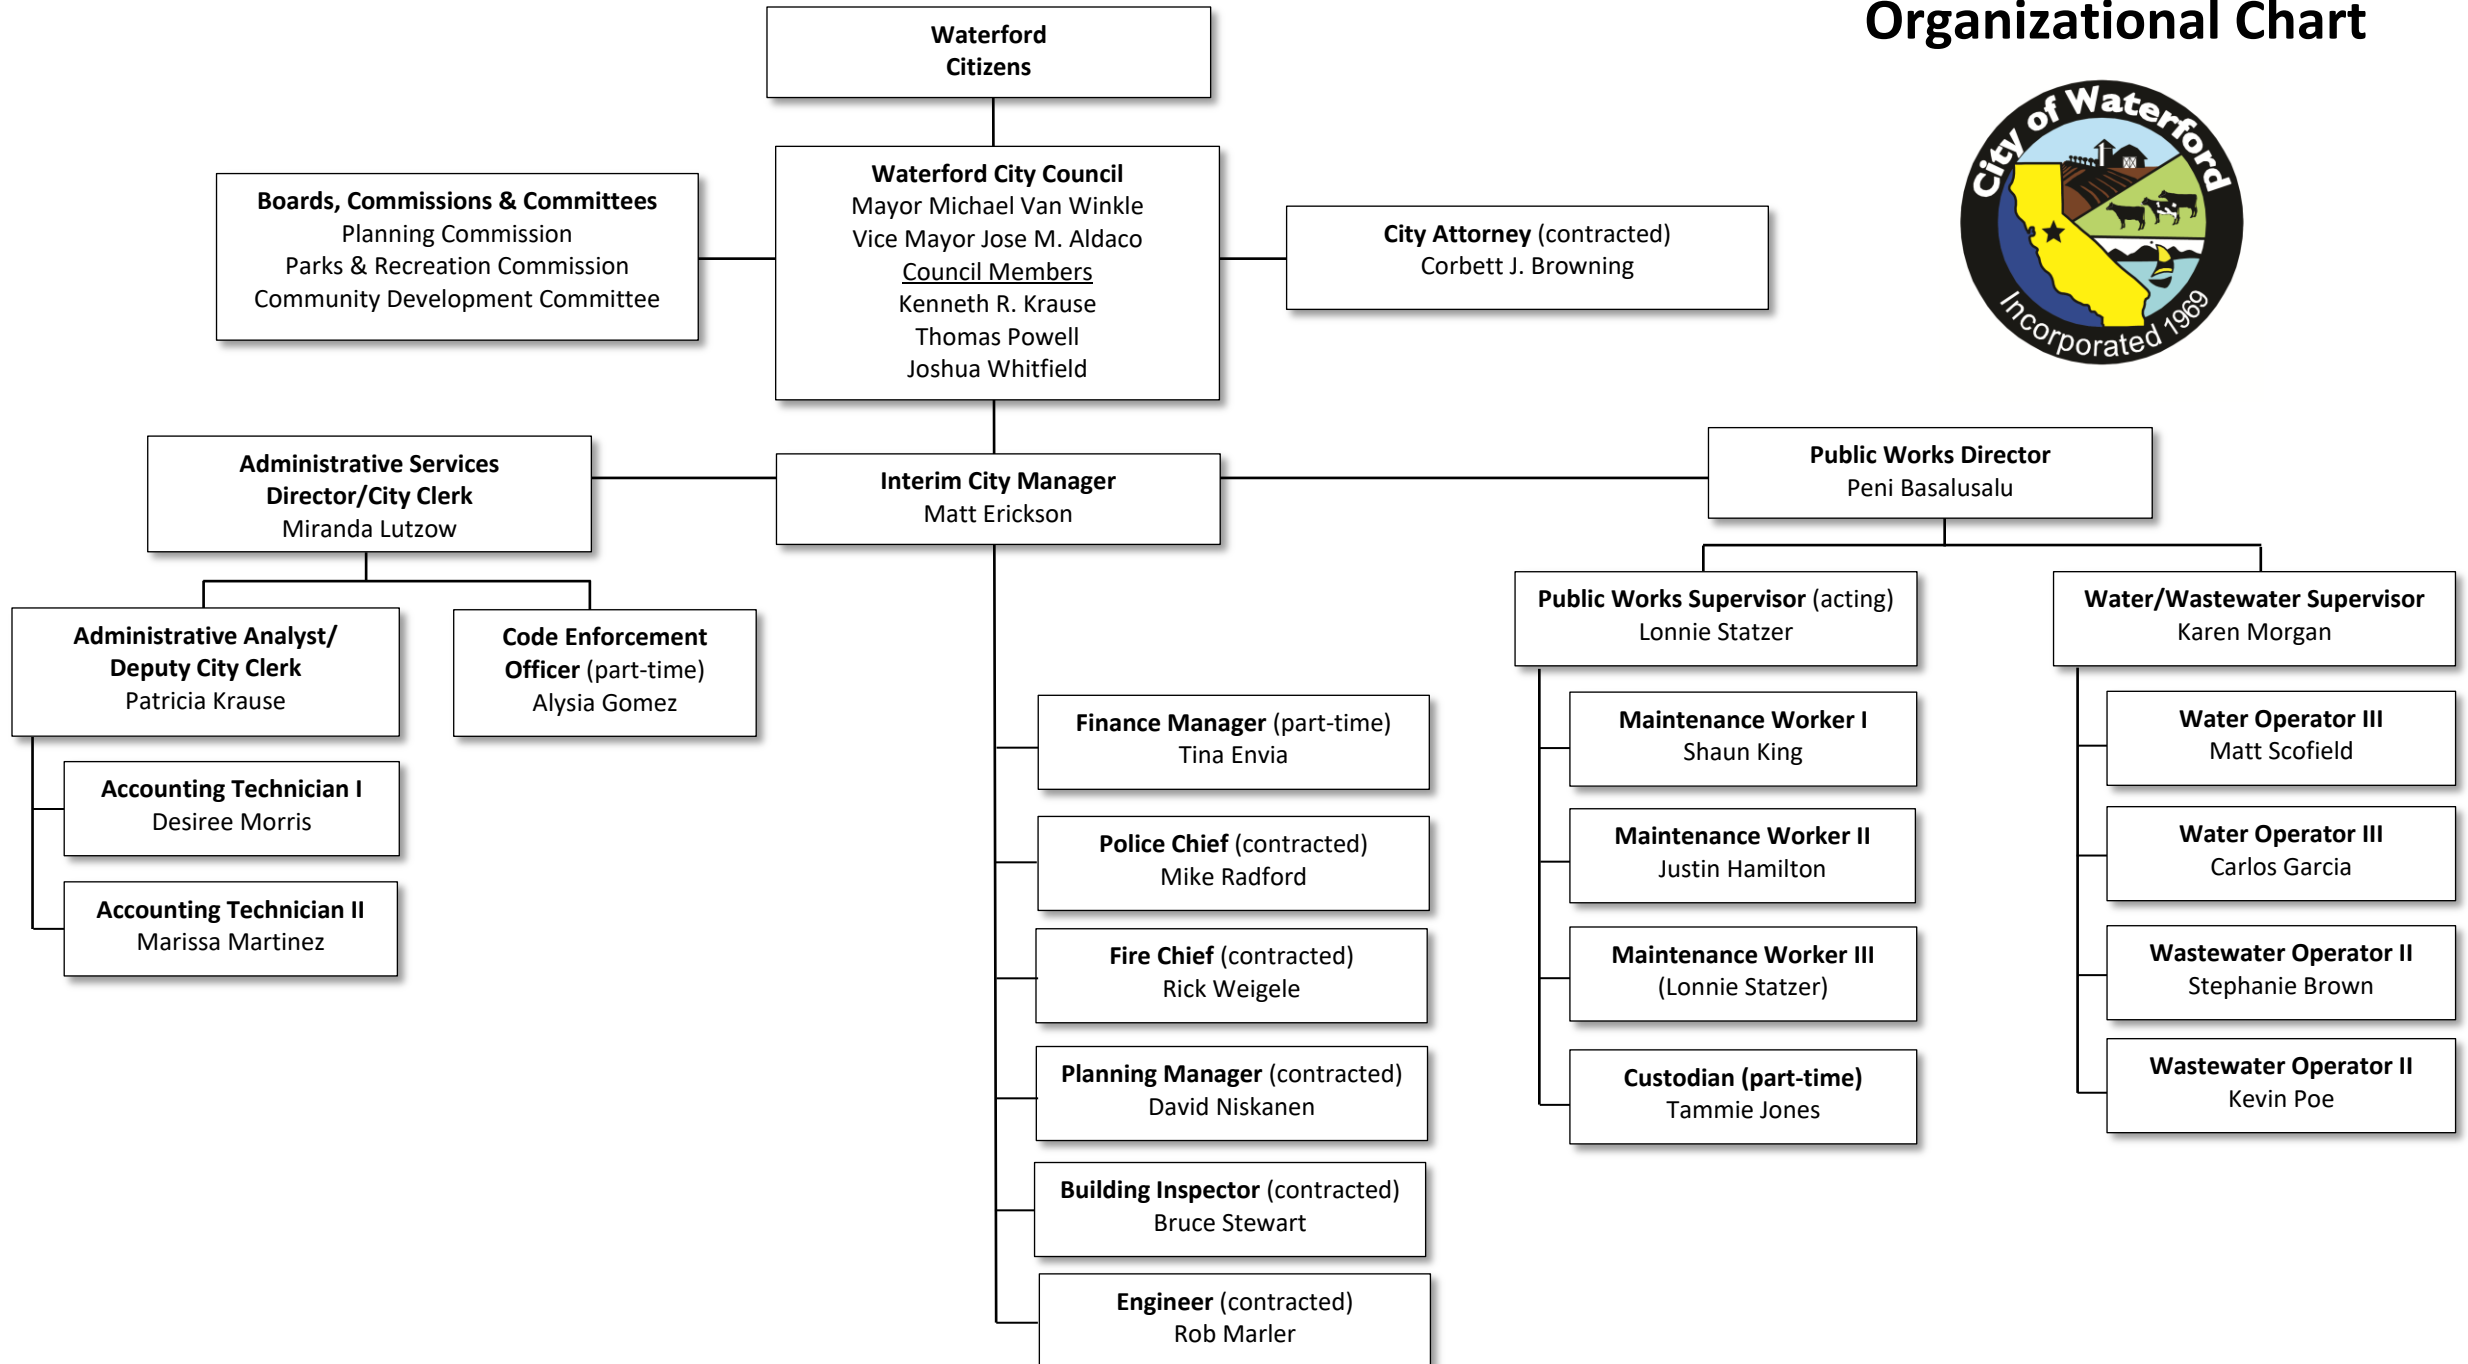 Organizational Chart
City of Waterford
Incorporated 1969
Waterford
Citizens
Boards, Commissions & Committees
Planning Commission
Parks & Recreation Commission
Community Development Committee
Waterford City Council
Mayor Michael Van Winkle
Vice Mayor Jose M. Aldaco
Council Members
Kenneth R. Krause
Thomas Powell
Joshua Whitfield
City Attorney (contracted)
Corbett J. Browning
Administrative Services
Director/City Clerk
Miranda Lutzow
Interim City Manager
Matt Erickson
Public Works Director
Peni Basalusalu
Administrative Analyst/
Deputy City Clerk
Patricia Krause
Code Enforcement
Officer (part-time)
Alysia Gomez
Accounting Technician I
Desiree Morris
Accounting Technician II
Marissa Martinez
Finance Manager (part-time)
Tina Envia
Police Chief (contracted)
Mike Radford
Fire Chief (contracted)
Rick Weigele
Planning Manager (contracted)
David Niskanen
Building Inspector (contracted)
Bruce Stewart
Engineer (contracted)
Rob Marler
Public Works Supervisor (acting)
Lonnie Statzer
Maintenance Worker I
Shaun King
Maintenance Worker II
Justin Hamilton
Maintenance Worker III
(Lonnie Statzer)
Custodian (part-time)
Tammie Jones
Water/Wastewater Supervisor
Karen Morgan
Water Operator III
Matt Scofield
Water Operator III
Carlos Garcia
Wastewater Operator II
Stephanie Brown
Wastewater Operator II
Kevin Poe